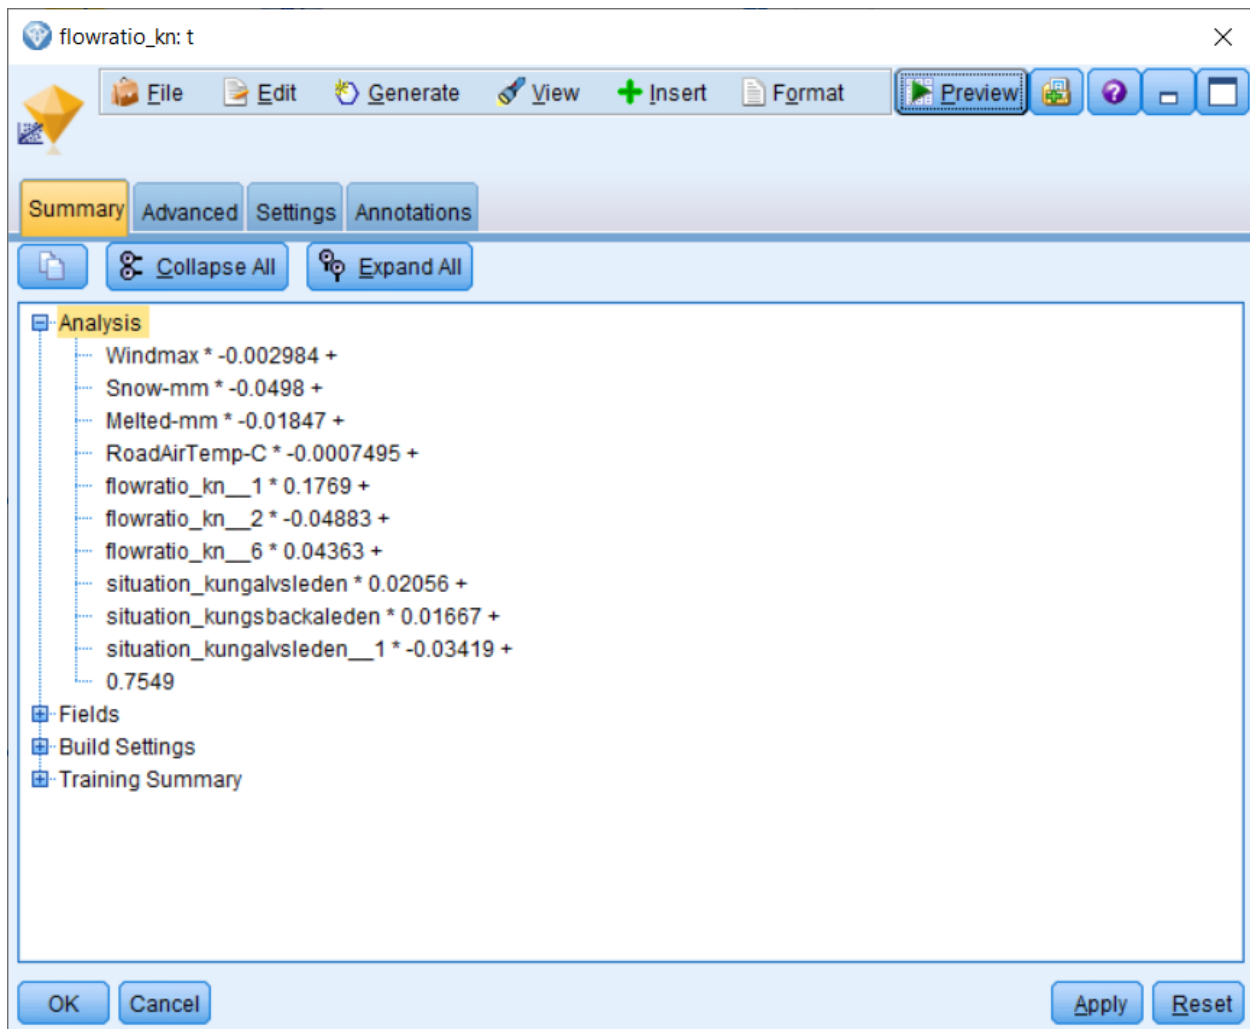 flowratio_kn: t
File Edit Generate View Insert Format Preview
Summary Advanced Settings Annotations
Collapse All Expand All
Analysis
Windmax * -0.002984 +
Snow-mm * -0.0498 +
Melted-mm * -0.01847 +
RoadAirTemp-C * -0.0007495 +
flowratio_kn__1 * 0.1769 +
flowratio_kn__2 * -0.04883 +
flowratio_kn__6 * 0.04363 +
situation_kungalvsleden * 0.02056 +
situation_kungsbackaleden * 0.01667 +
situation_kungalvsleden__1 * -0.03419 +
0.7549
Fields
Build Settings
Training Summary
OK Cancel Apply Reset